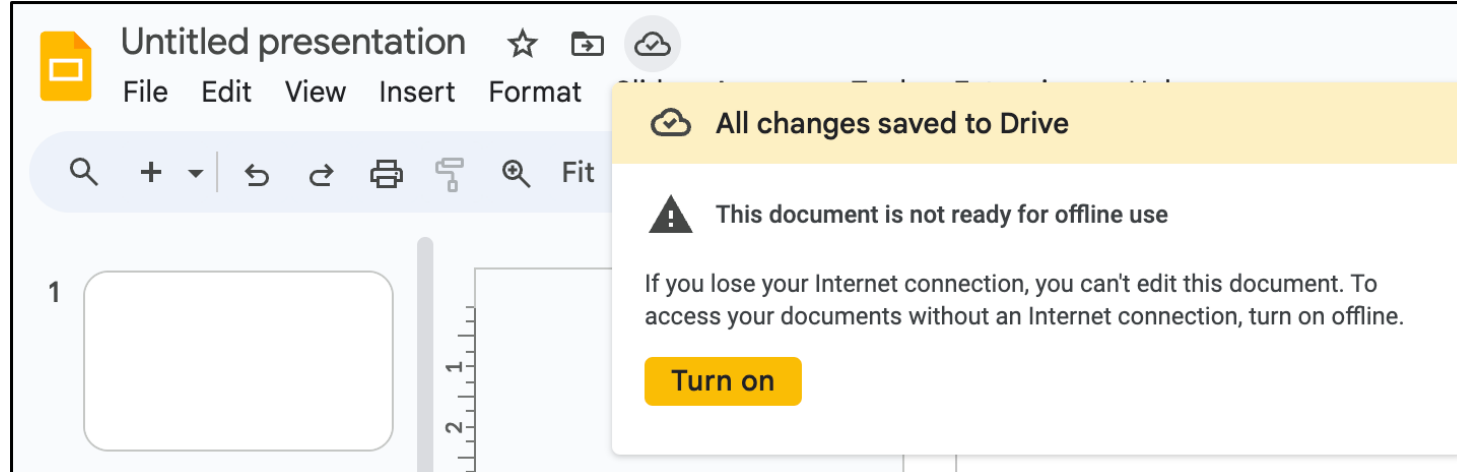 Untitled presentation
File Edit View Insert Format
All changes saved to Drive
Fit
This document is not ready for offline use
1
If you lose your Internet connection, you can't edit this document. To
access your documents without an Internet connection, turn on offline.
1
Turn on
2